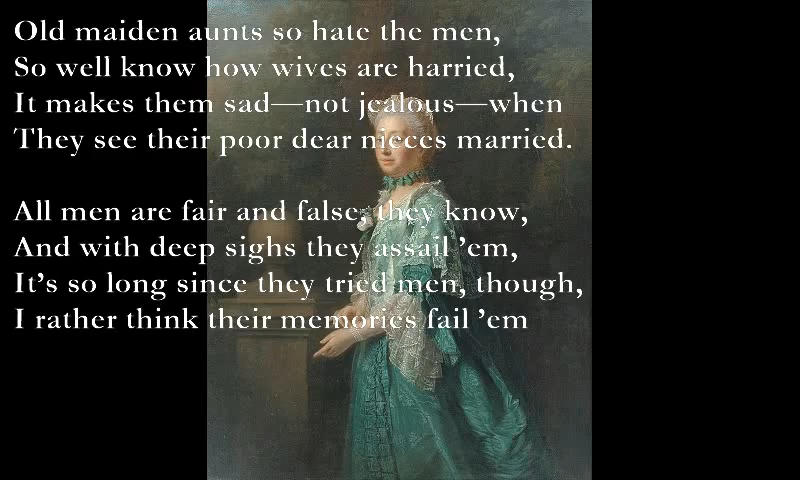 Old maiden aunts so hate the men,
So well know how wives are harried,
It makes them sad—not jealous—when
They see their poor dear nieces married.

All men are fair and false, they know,
And with deep sighs they assail ’em,
It’s so long since they tried men, though,
I rather think their memories fail ’em